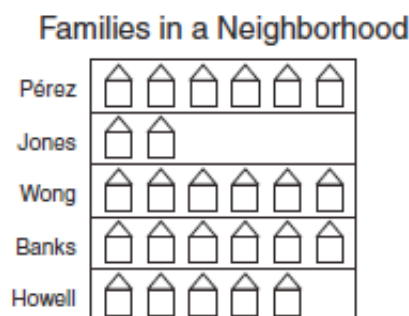 Families in a Neighborhood
Pérez
Jones
Wong
Banks
Howell